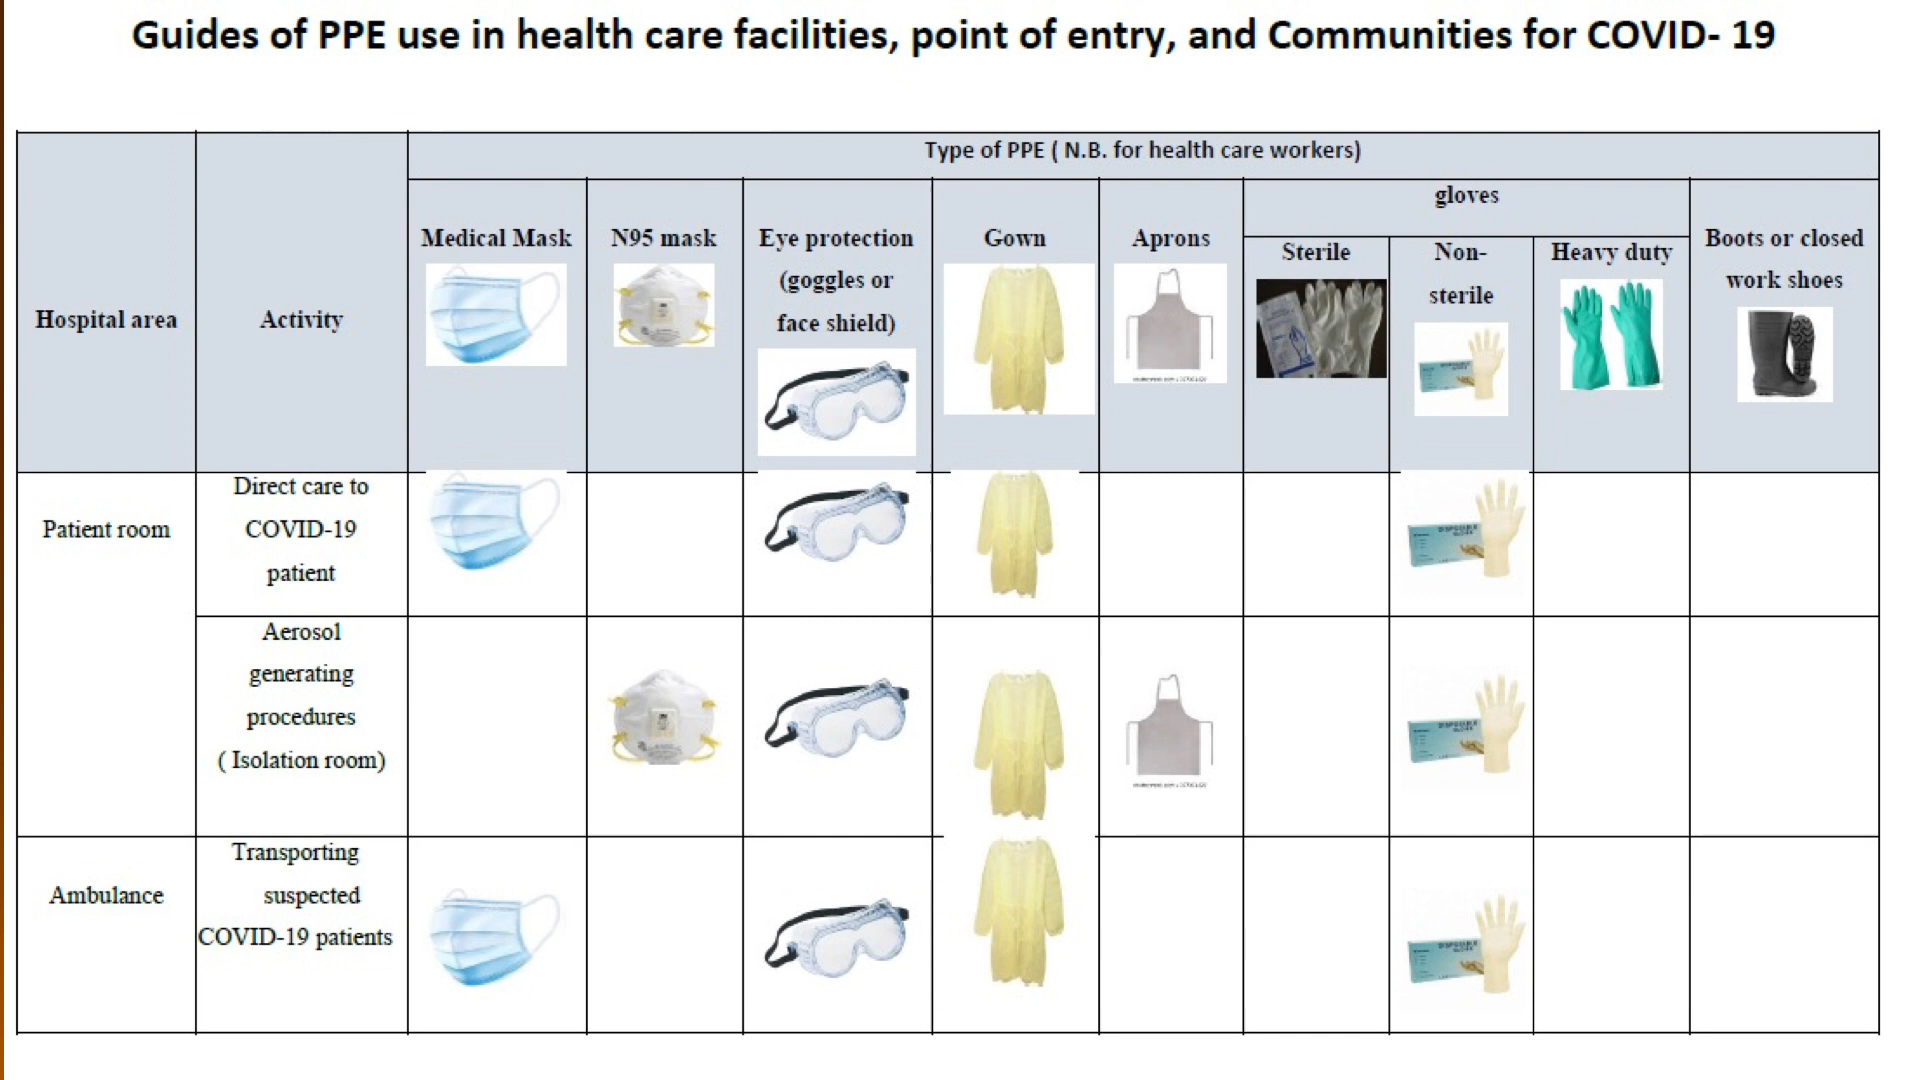 Guides of PPE use in health care facilities, point of entry, and Communities for COVID- 19
Hospital area
Activity
Type of PPE ( N.B. for health care workers)
Medical Mask
N95 mask
Eye protection
(goggles or
face shield)
Gown
Aprons
gloves
Sterile
Non-
sterile
Heavy duty
Boots or closed
work shoes
Patient room
Direct care to
COVID-19
patient
Aerosol
generating
procedures
( Isolation room)
Ambulance
Transporting
suspected
COVID-19 patients